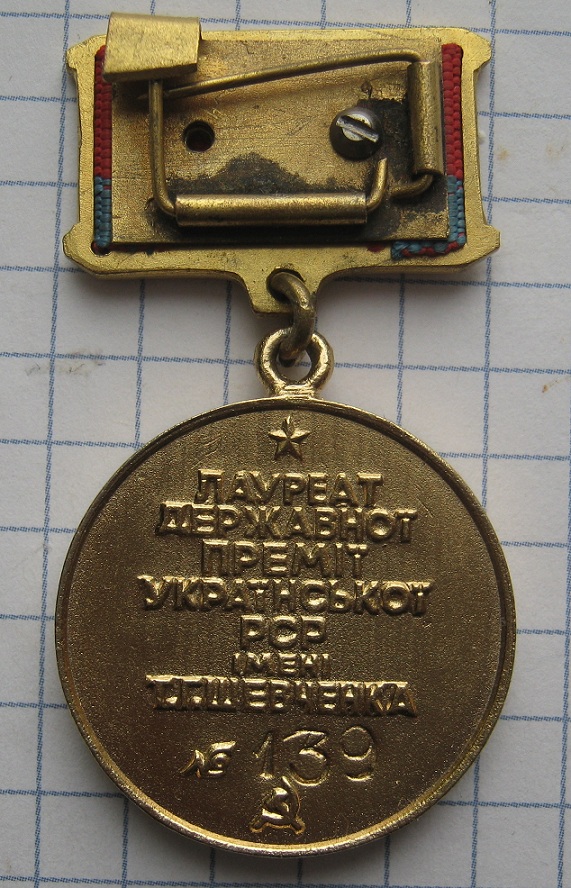 ЛАУРЕАТ
ДЕРЖАВНОЇ
ПРЕМІЇ
УКРАЇНСЬКОЇ
РСР
ІМЕНІ
Т.Г.ШЕВЧЕНКА
№ 139